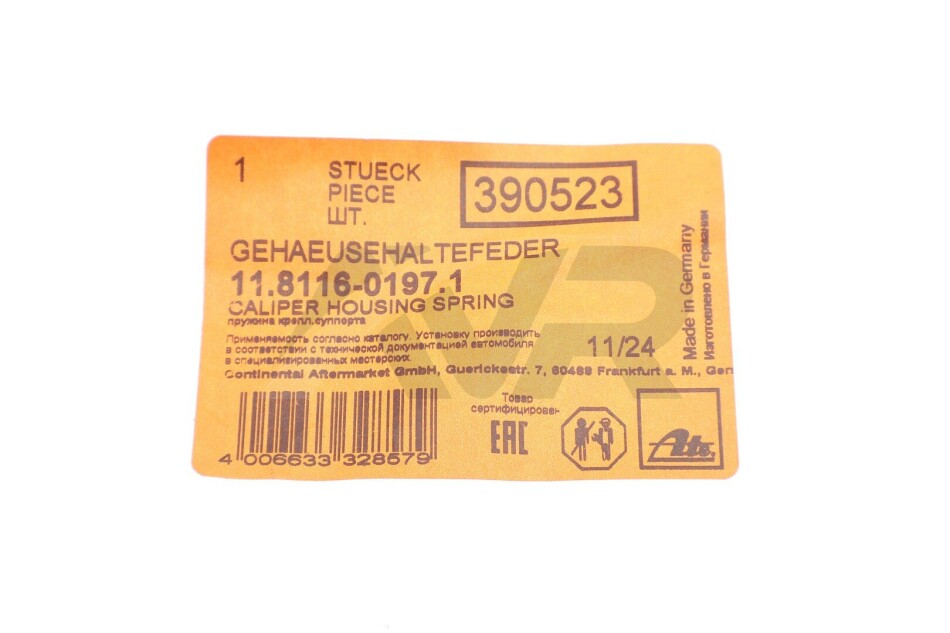 1
STUECK
PIECE
ШТ.
390523
GEHAEUSEHALTEFEDER
11.8116-0197.1
CALIPER HOUSING SPRING
пружина крепл.суппорта
Применяемость согласно каталогу. Установку производить
в соответствии с технической документацией автомобиля
в специализированных мастерских.
11/24
Made in Germany
Изготовлено в Германии
Continental Aftermarket GmbH, Guerickestr. 7, 60488 Frankfurt a. M., Ger
Товар
сертифицирован
EAC
Ate
4 006633 328579
VR